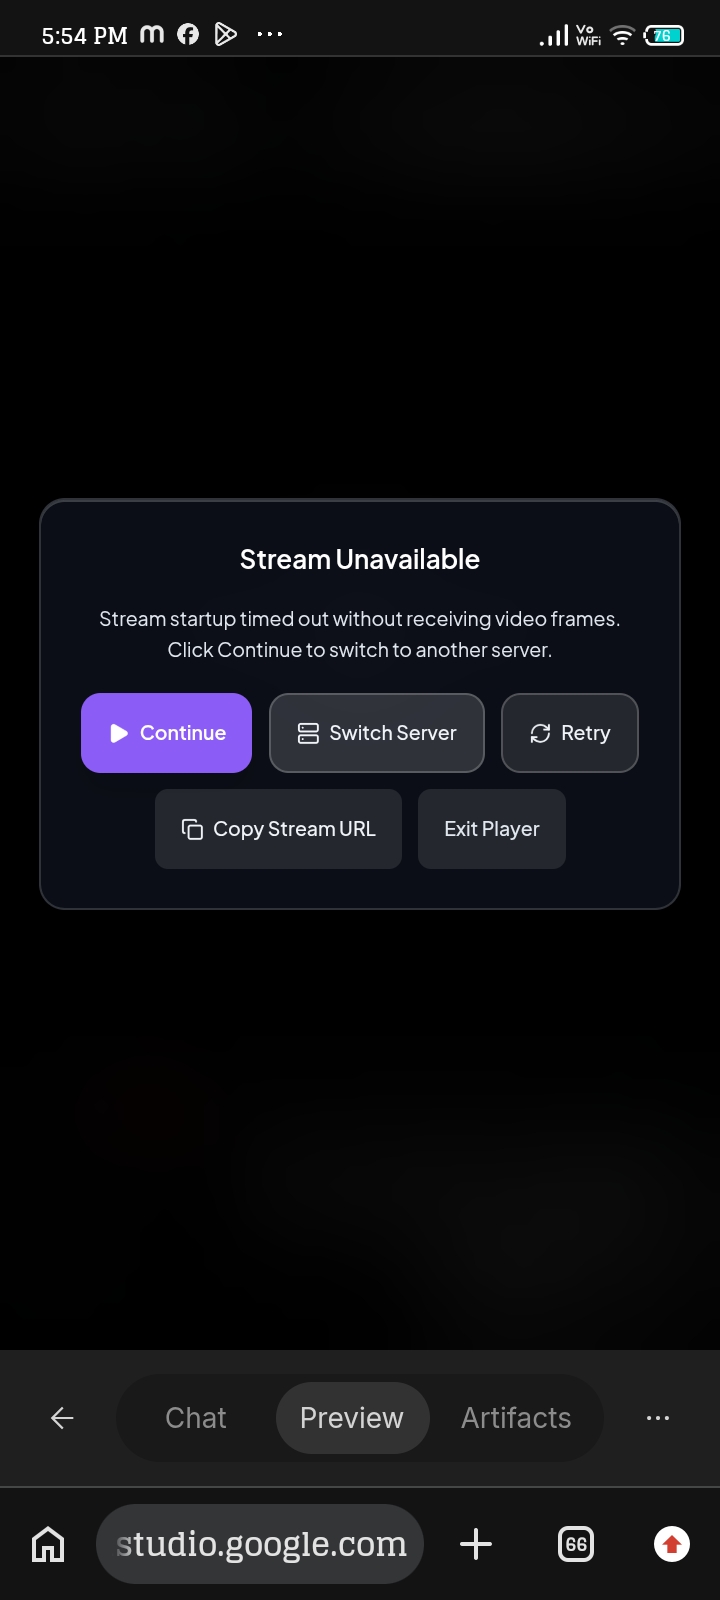 5:54 PM
Vo
WiFi
76
Stream Unavailable
Stream startup timed out without receiving video frames.
Click Continue to switch to another server.
Continue
Switch Server
Retry
Copy Stream URL
Exit Player
Chat
Preview
Artifacts
studio.google.com
66